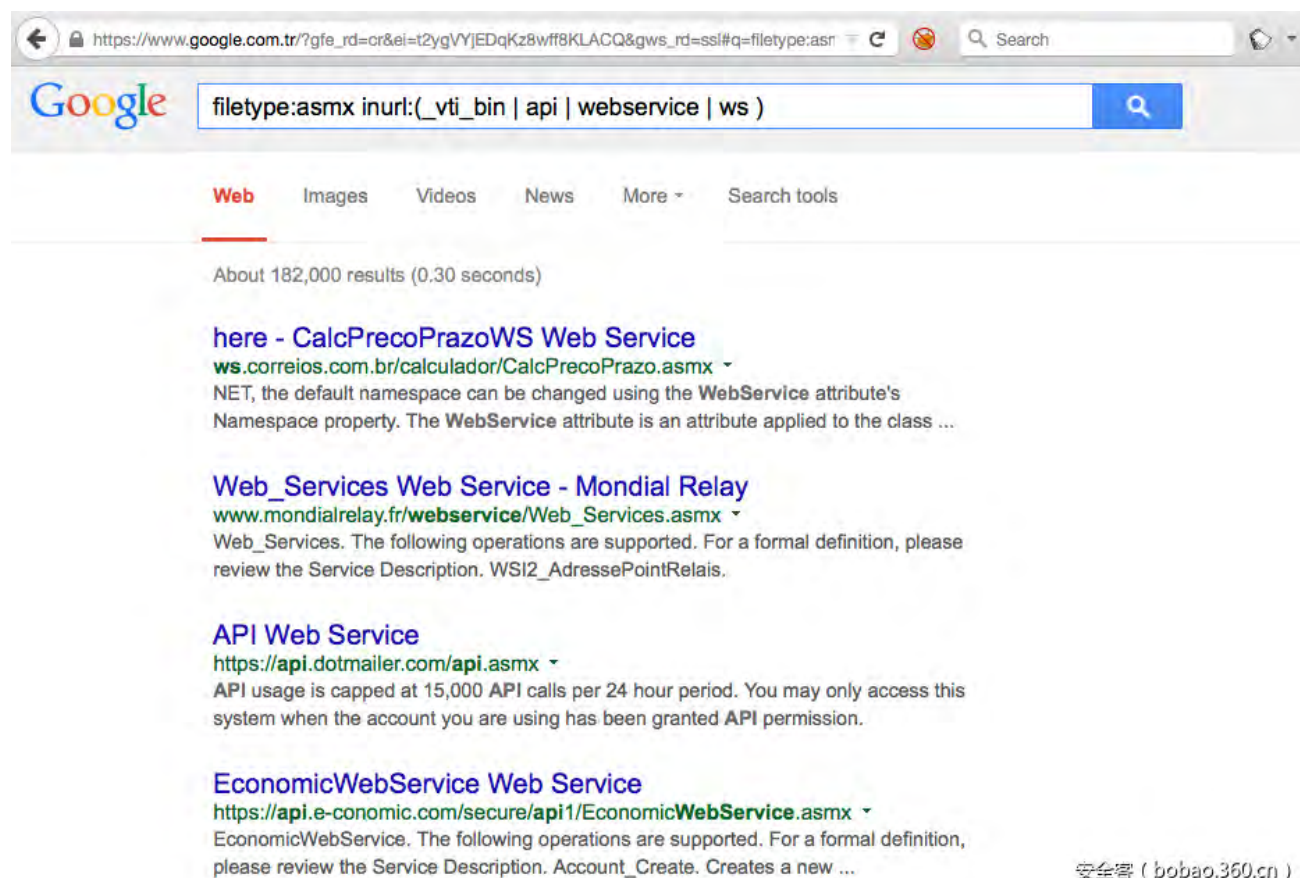 https://www.google.com.tr/?gfe_rd=cr&ei=t2ygVYjEDqKz8wff8KLACQ&gws_rd=ssl#q=filetype:asm
Search
Google
filetype:asmx inurl:(_vti_bin | api | webservice | ws )
Web Images Videos News More Search tools
About 182,000 results (0.30 seconds)
here - CalcPrecoPrazoWS Web Service
ws.correios.com.br/calculador/CalcPrecoPrazo.asmx
NET, the default namespace can be changed using the WebService attribute's
Namespace property. The WebService attribute is an attribute applied to the class ...
Web_Services Web Service - Mondial Relay
www.mondialrelay.fr/webservice/Web_Services.asmx
Web_Services. The following operations are supported. For a formal definition, please
review the Service Description. WSI2_AdressePointRelais.
API Web Service
https://api.dotmailer.com/api.asmx
API usage is capped at 15,000 API calls per 24 hour period. You may only access this
system when the account you are using has been granted API permission.
EconomicWebService Web Service
https://api.e-conomic.com/secure/api1/EconomicWebService.asmx
EconomicWebService. The following operations are supported. For a formal definition,
please review the Service Description. Account_Create. Creates a new ...
安全客 ( bobao.360.cn )